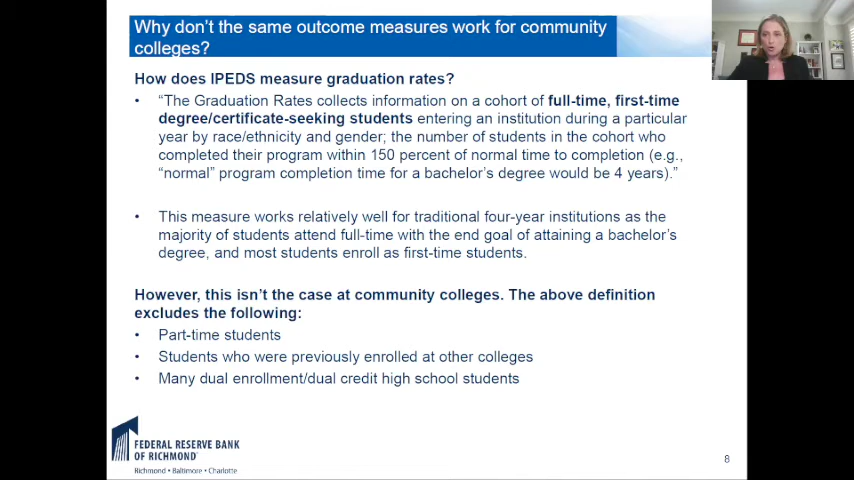 Why don't the same outcome measures work for community
colleges?
How does IPEDS measure graduation rates?
• “The Graduation Rates collects information on a cohort of full-time, first-time
degree/certificate-seeking students entering an institution during a particular
year by race/ethnicity and gender; the number of students in the cohort who
completed their program within 150 percent of normal time to completion (e.g.,
“normal” program completion time for a bachelor’s degree would be 4 years).”
• This measure works relatively well for traditional four-year institutions as the
majority of students attend full-time with the end goal of attaining a bachelor’s
degree, and most students enroll as first-time students.
However, this isn’t the case at community colleges. The above definition
excludes the following:
• Part-time students
• Students who were previously enrolled at other colleges
• Many dual enrollment/dual credit high school students
FEDERAL RESERVE BANK
OF RICHMOND
Richmond • Baltimore • Charlotte
8